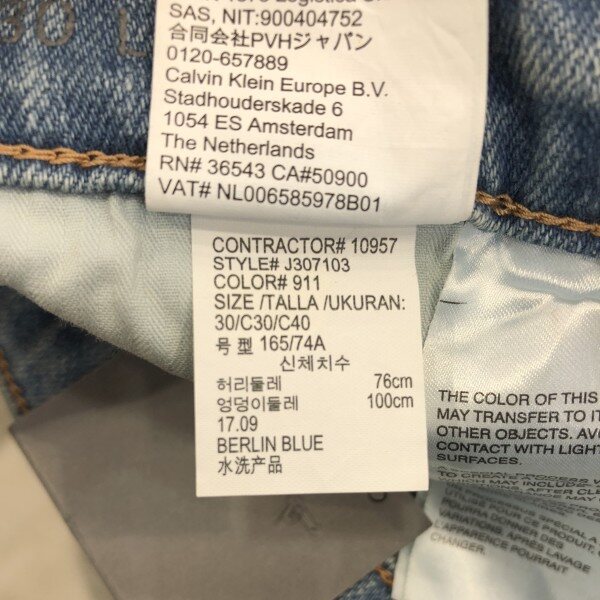 SAS, NIT:900404752
合同会社PVHジャパン
0120-657889
Calvin Klein Europe B.V.
Stadhouderskade 6
1054 ES Amsterdam
The Netherlands
RN# 36543 CA#50900
VAT# NL006585978B01
CONTRACTOR# 10957
STYLE# J307103
COLOR# 911
SIZE /TALLA /UKURAN:
30/C30/C40
号 型 165/74A
신체치수
허리둘레 76cm
엉덩이둘레 100cm
17.09
BERLIN BLUE
水洗产品
THE COLOR OF THIS
MAY TRANSFER TO
OTHER OBJECTS.
CONTACT WITH LIGHT
SURFACES.